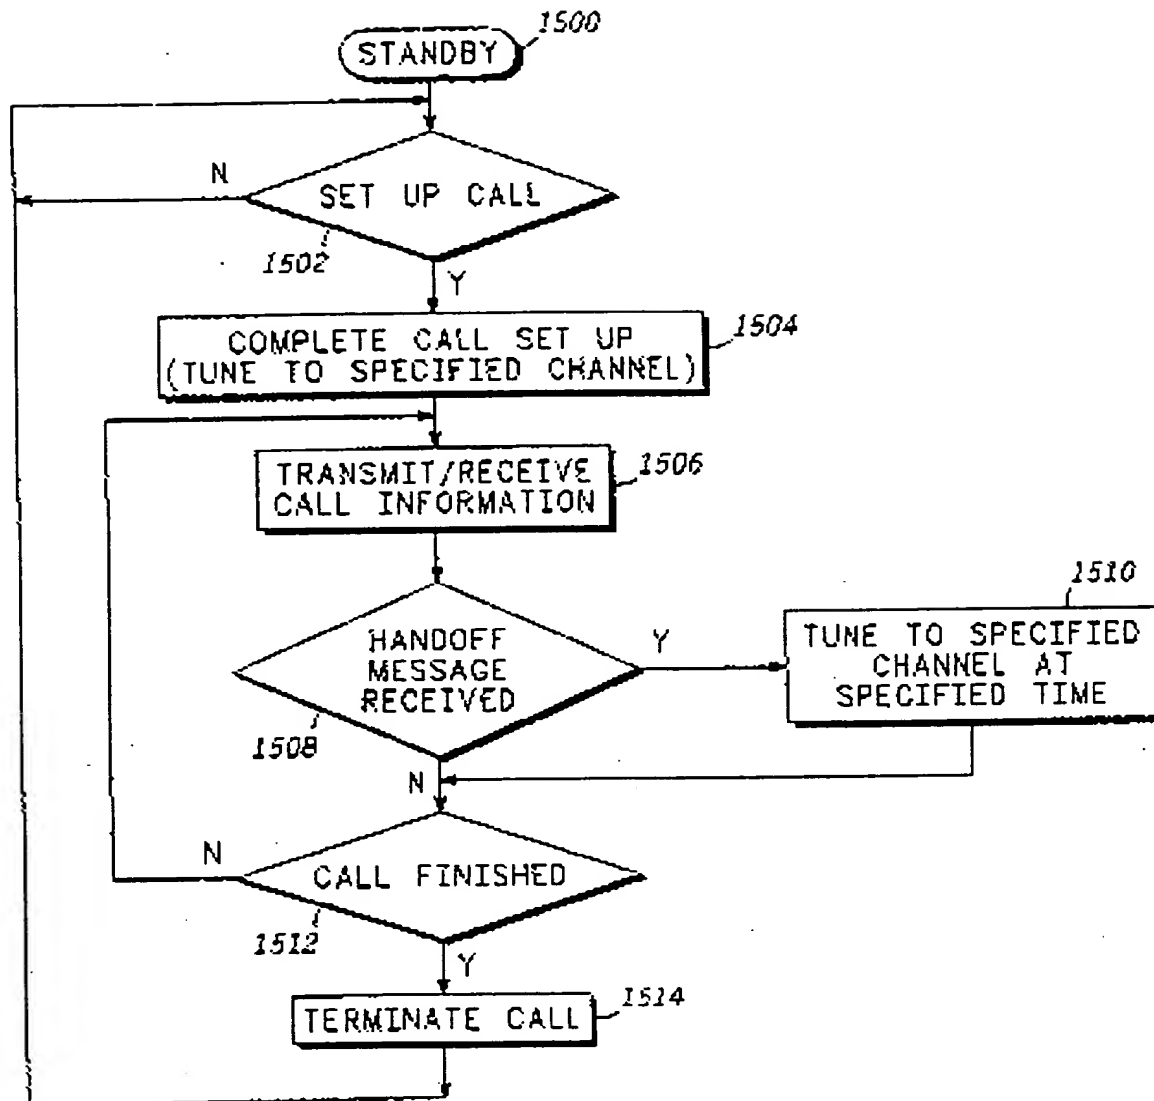 1500
STANDBY
N
SET UP CALL
1502
Y
1504
COMPLETE CALL SET UP
(TUNE TO SPECIFIED CHANNEL)
TRANSMIT/RECEIVE
CALL INFORMATION
1506
1510
HANDOFF
MESSAGE
RECEIVED
Y
TUNE TO SPECIFIED
CHANNEL AT
SPECIFIED TIME
1508
N
N
CALL FINISHED
1512
Y
1514
TERMINATE CALL